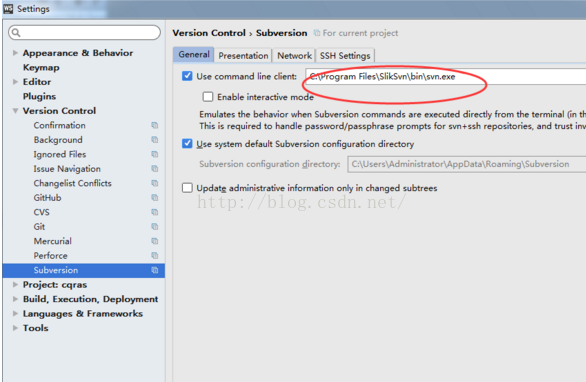 WS Settings
Version Control › Subversion For current project
General Presentation Network SSH Settings
Use command line client: C:\Program Files\SlikSvn\bin\svn.exe
Enable interactive mode
Emulates the behavior when Subversion commands are executed directly from the terminal (in th
This is required to handle password/passphrase prompts for svn+ssh repositories, and trust inv
Use system default Subversion configuration directory
Subversion configuration directory: C:\Users\Administrator\AppData\Roaming\Subversion
Update administrative information only in changed subtrees
http://blog.csdn.net/
Appearance & Behavior
Keymap
Editor
Plugins
Version Control
Confirmation
Background
Ignored Files
Issue Navigation
Changelist Conflicts
GitHub
CVS
Git
Mercurial
Perforce
Subversion
Project: cqras
Build, Execution, Deployment
Languages & Frameworks
Tools